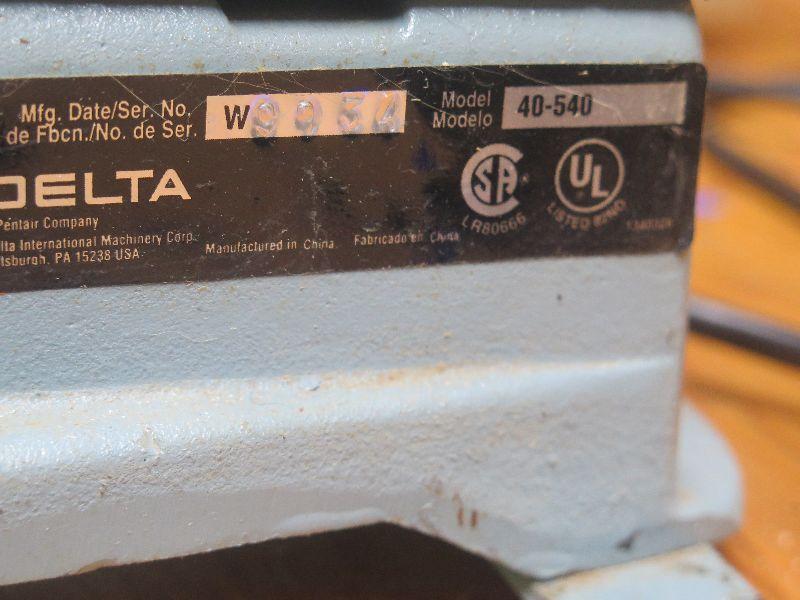 Mfg. Date/Ser. No. W9934
de Fbcn./No. de Ser.
Model 40-540
Modelo
DELTA
Pentair Company
lta International Machinery Corp.
tsburgh, PA 15238 USA
Manufactured in China
Fabricado en China
SA
LR80666
UL
LISTED